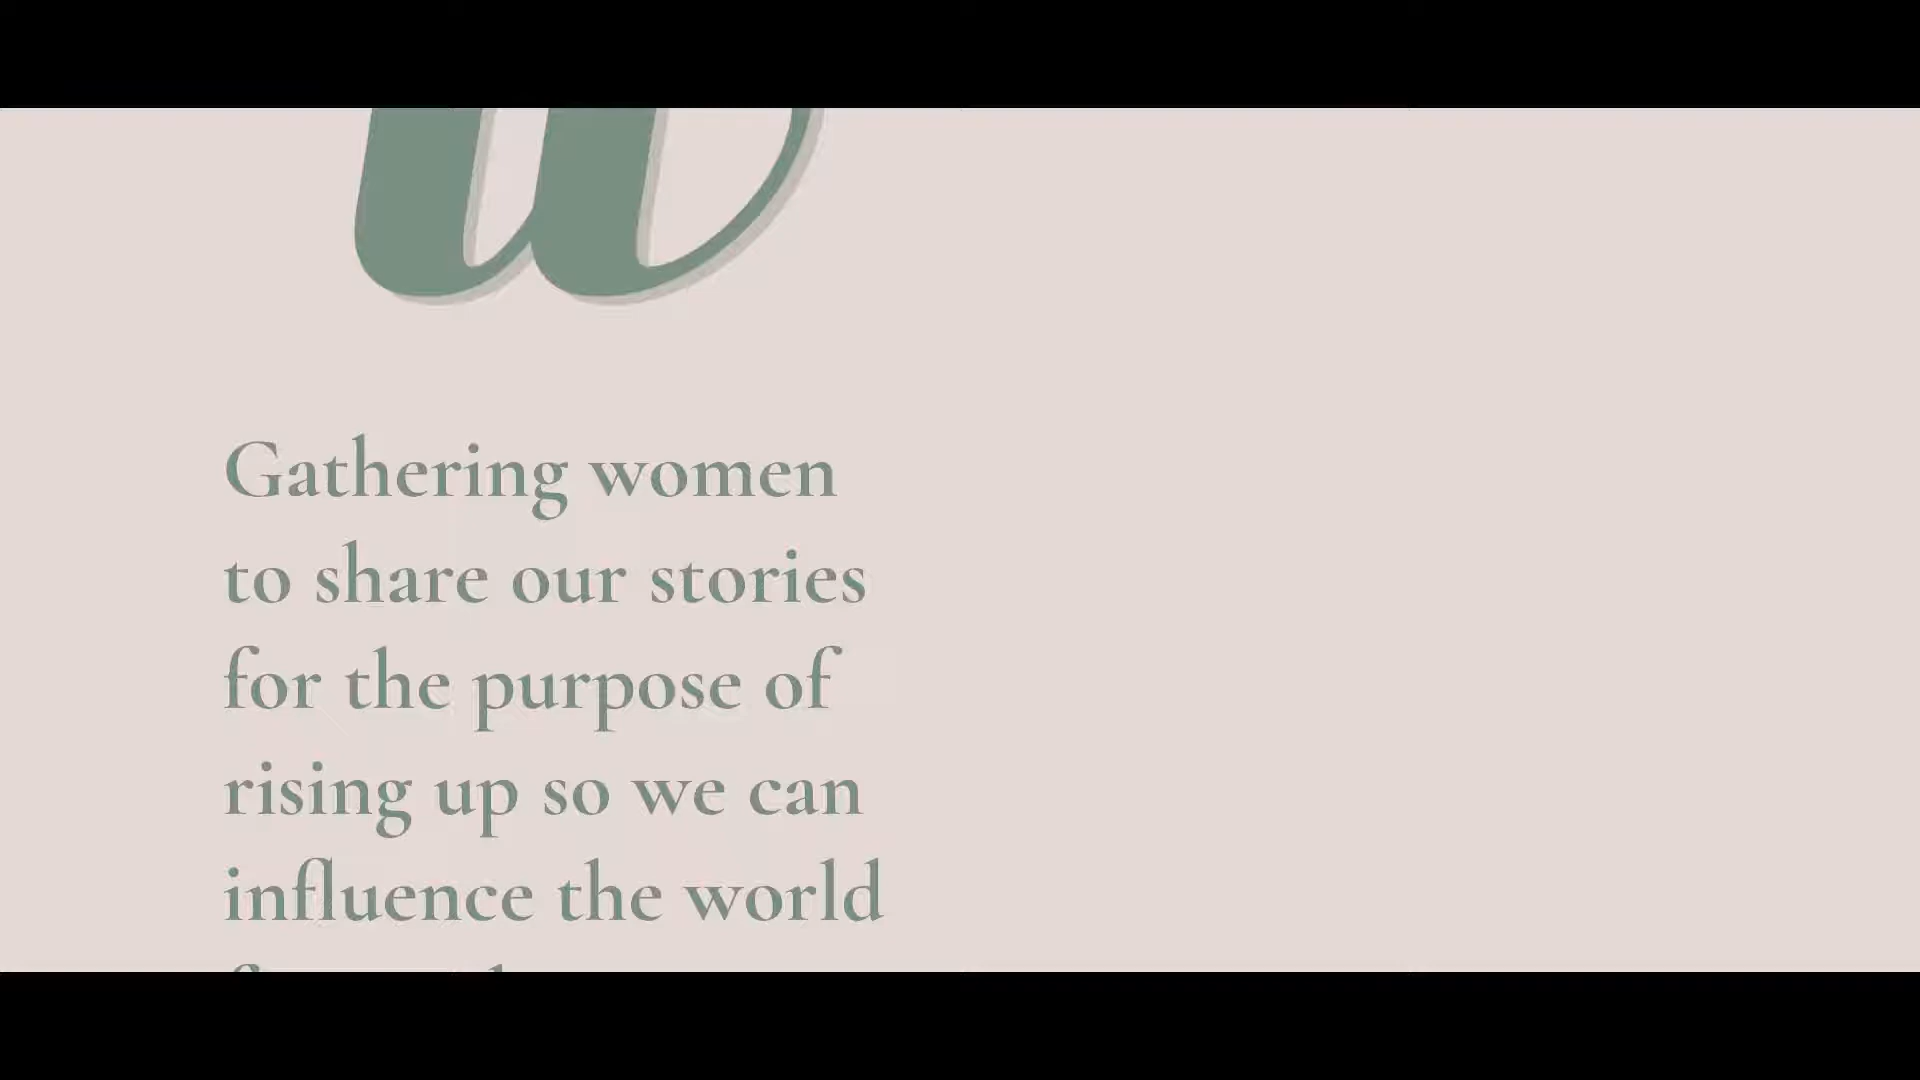 w
Gathering women
to share our stories
for the purpose of
rising up so we can
influence the world